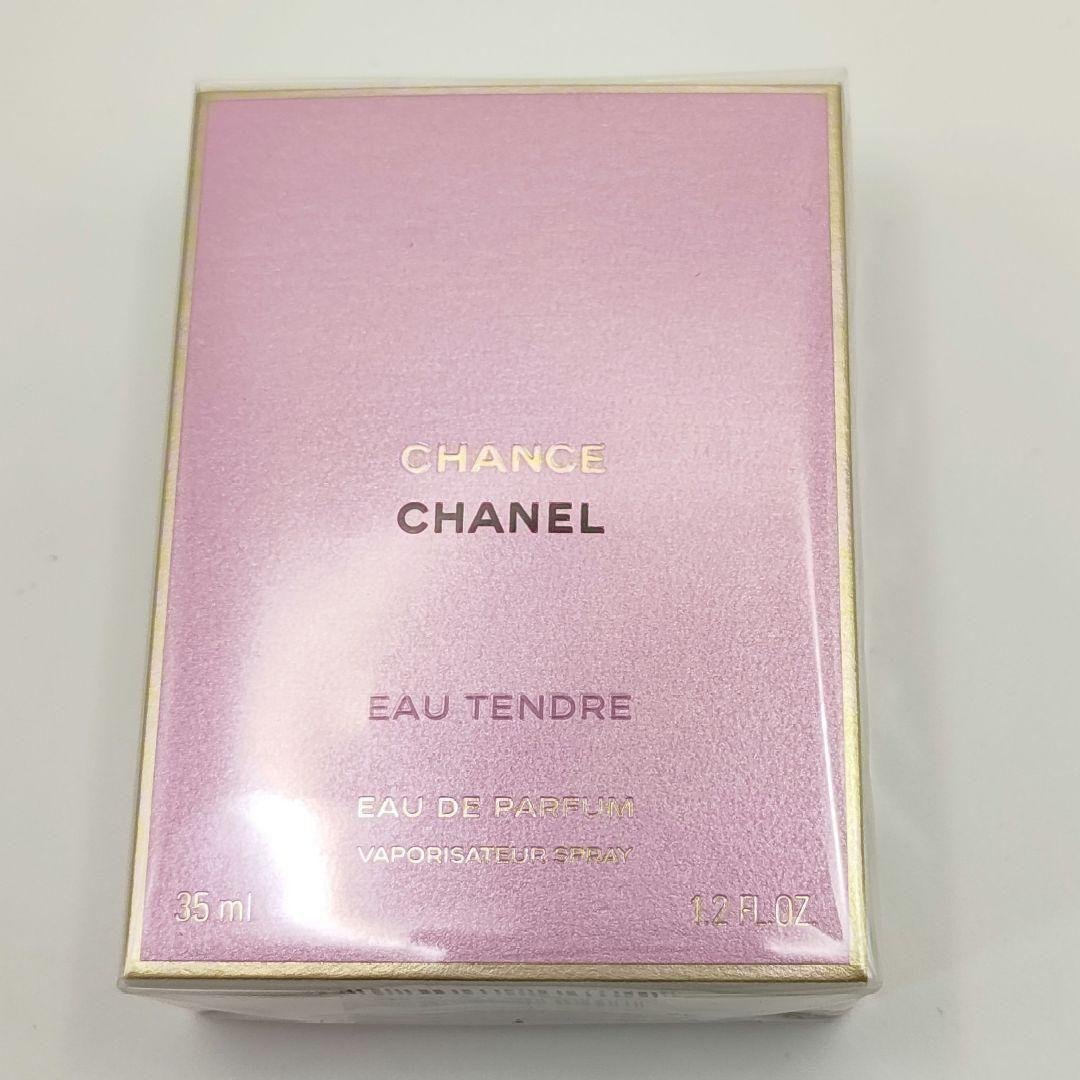 CHANCE
CHANEL
EAU TENDRE
EAU DE PARFUM
VAPORISATEUR SPRAY
35 ml 1.2 FL.OZ.